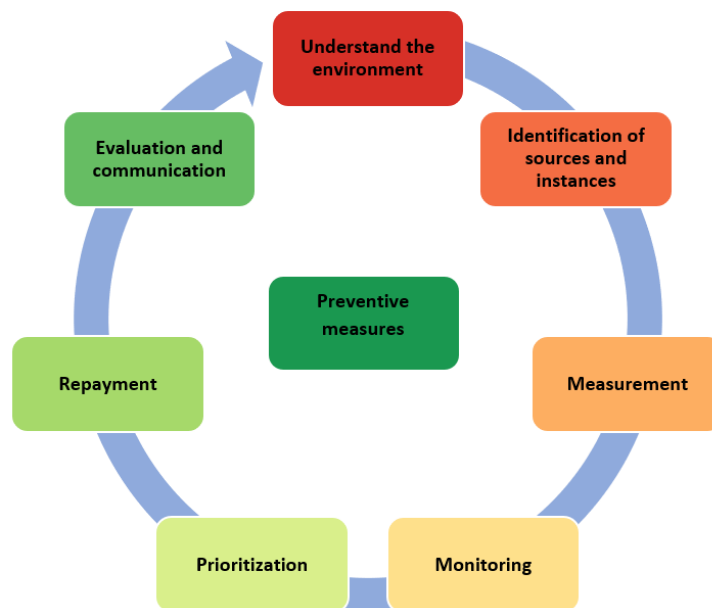 Understand the
environment
Identification of
sources and
instances
Measurement
Monitoring
Prioritization
Repayment
Evaluation and
communication
Preventive
measures